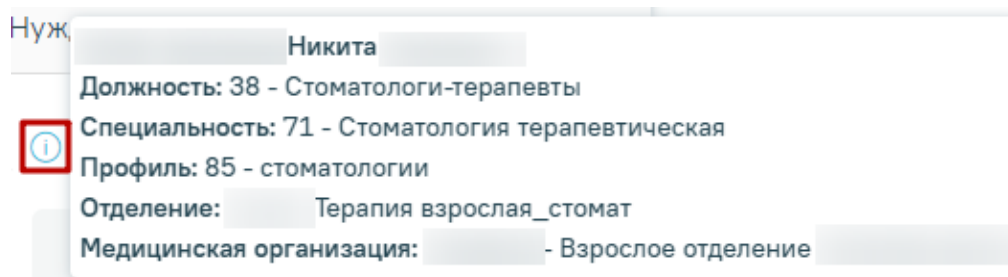 Нуж
Никита
Должность: 38 - Стоматологи-терапевты
Специальность: 71 - Стоматология терапевтическая
Профиль: 85 - стоматологии
Отделение: Терапия взрослая_стомат
Медицинская организация: - Взрослое отделение